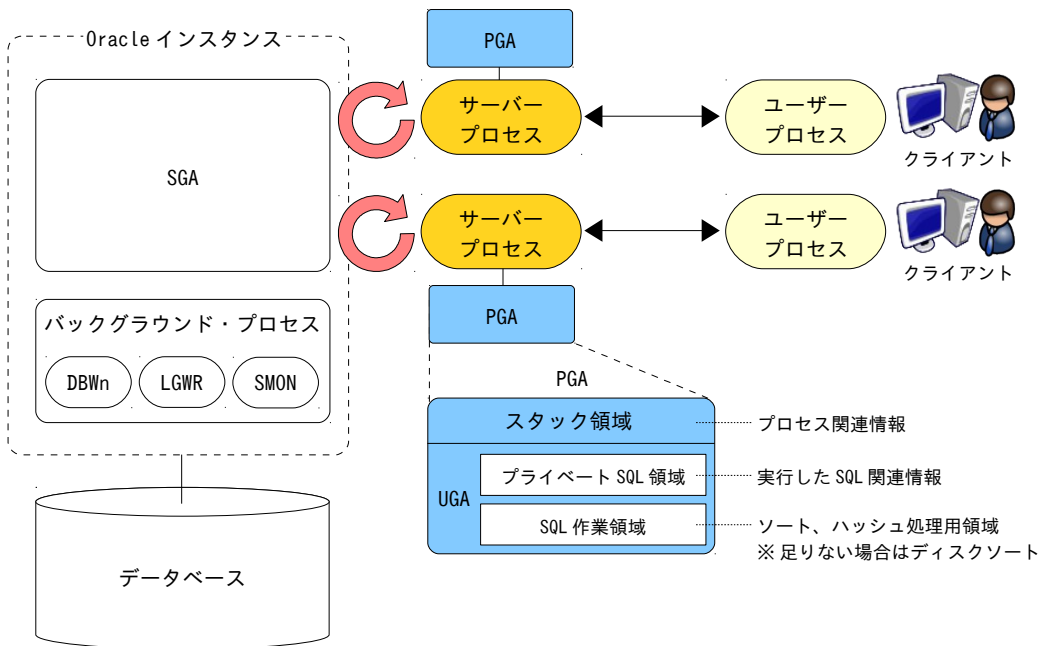 Oracle インスタンス
SGA
バックグラウンド・プロセス
DBWn
LGWR
SMON
データベース
PGA
サーバー
プロセス
ユーザー
プロセス
クライアント
サーバー
プロセス
ユーザー
プロセス
クライアント
PGA
PGA
スタック領域
プロセス関連情報
UGA
プライベート SQL 領域
実行した SQL 関連情報
SQL 作業領域
ソート、ハッシュ処理用領域
※ 足りない場合はディスクソート